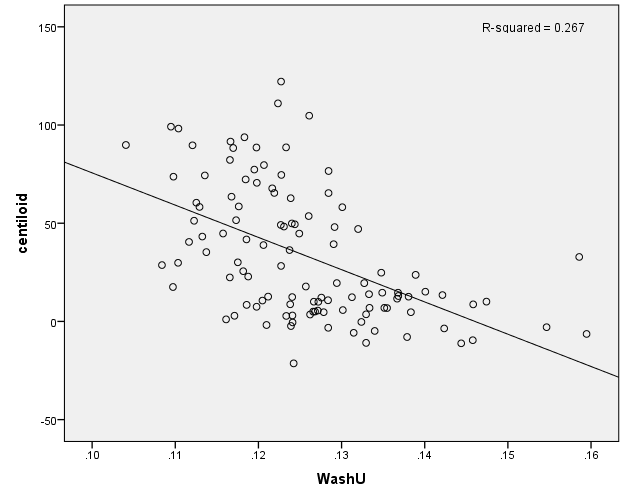 R-squared = 0.267
150
100
50
0
-50
centiloid
.10 .11 .12 .13 .14 .15 .16
WashU